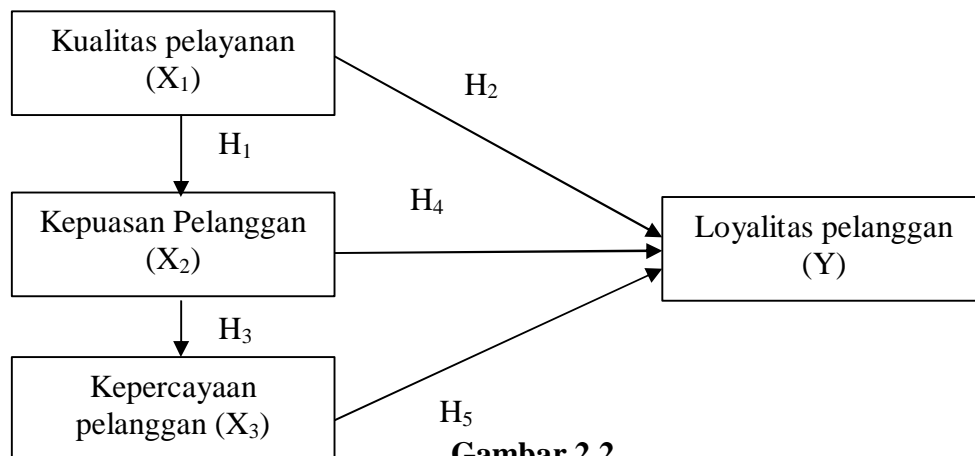 Kualitas pelayanan
(X₁)
H₂
H₁
Kepuasan Pelanggan
(X₂)
H₄
Loyalitas pelanggan
(Y)
H₃
Kepercayaan
pelanggan (X₃)
H₅
Gambar 2.2